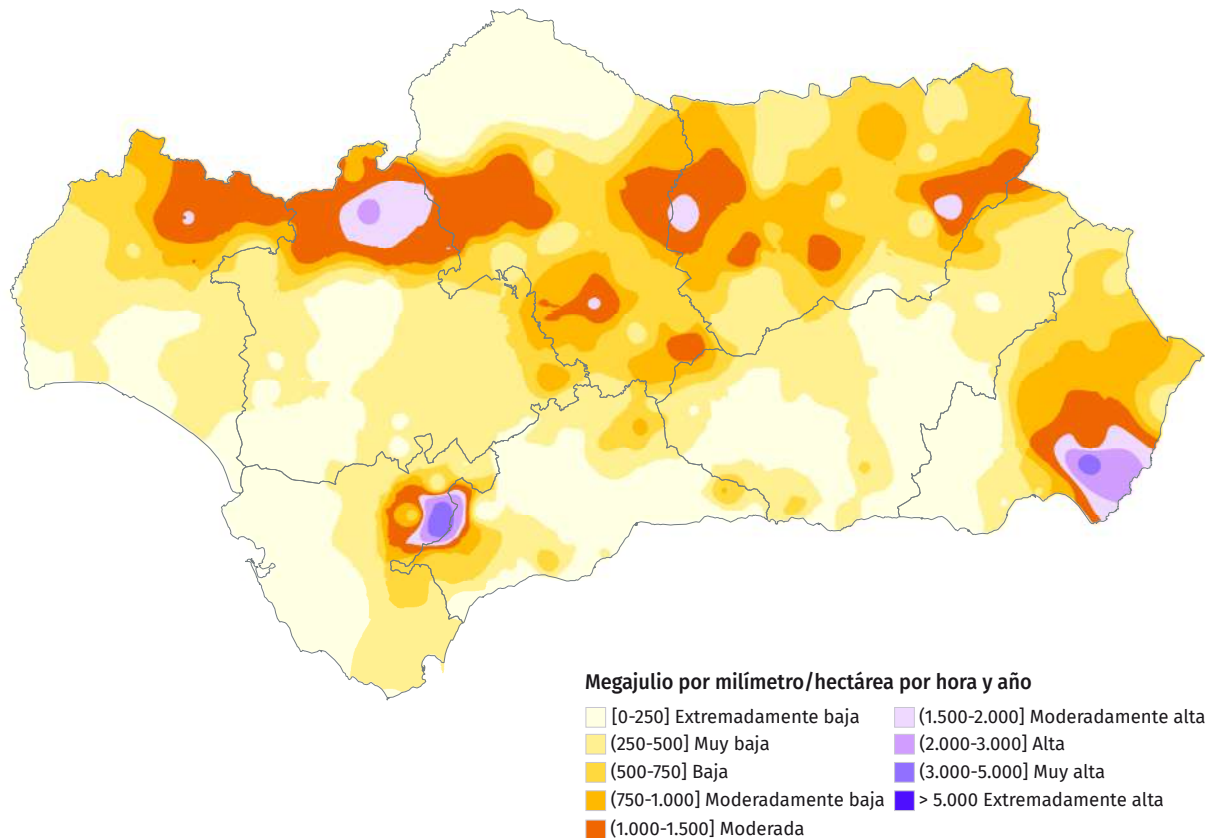 Megajulio por milímetro/hectárea por hora y año
[0-250] Extremadamente baja
(250-500] Muy baja
(500-750] Baja
(750-1.000] Moderadamente baja
(1.000-1.500] Moderada
(1.500-2.000] Moderadamente alta
(2.000-3.000] Alta
(3.000-5.000] Muy alta
> 5.000 Extremadamente alta